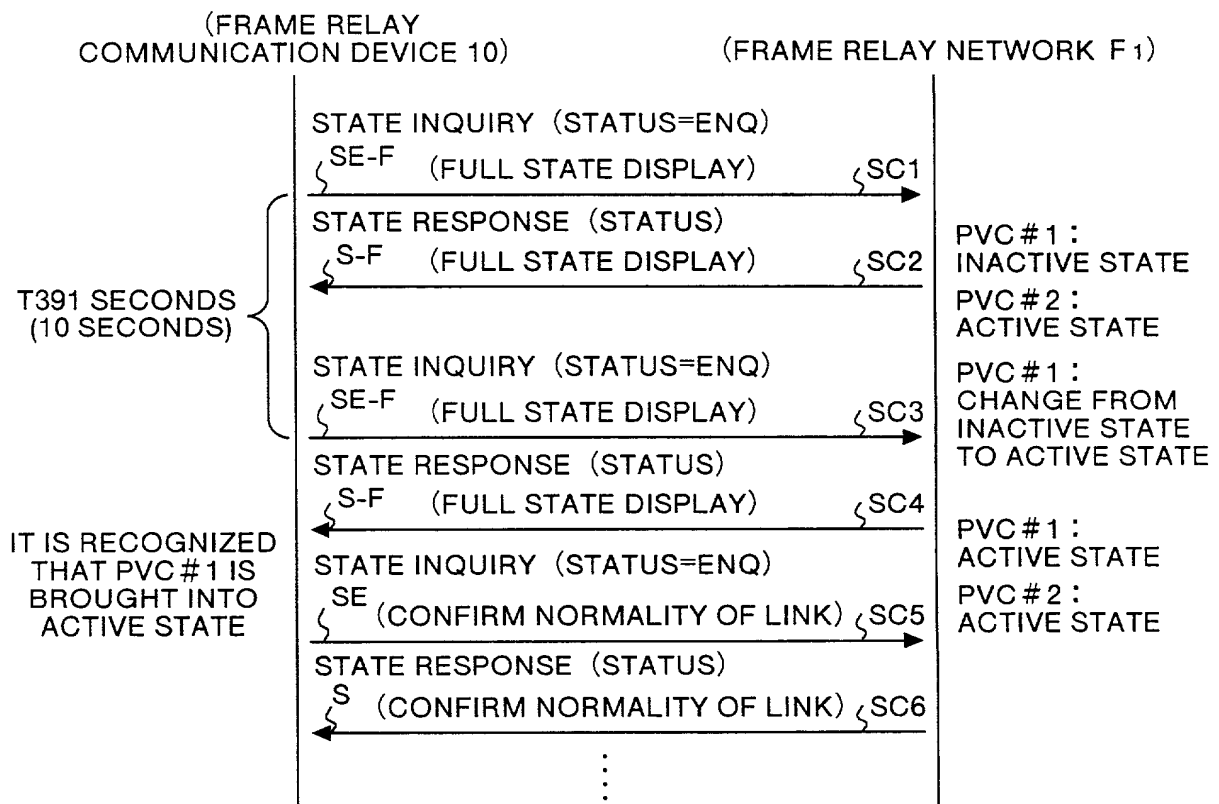 (FRAME RELAY
COMMUNICATION DEVICE 10)
(FRAME RELAY NETWORK F1)
STATE INQUIRY (STATUS=ENQ)
SE-F (FULL STATE DISPLAY) SC1
STATE RESPONSE (STATUS)
S-F (FULL STATE DISPLAY) SC2
PVC#1:
INACTIVE STATE
PVC#2:
ACTIVE STATE
T391 SECONDS
(10 SECONDS)
STATE INQUIRY (STATUS=ENQ)
SE-F (FULL STATE DISPLAY) SC3
PVC#1:
CHANGE FROM
INACTIVE STATE
TO ACTIVE STATE
STATE RESPONSE (STATUS)
S-F (FULL STATE DISPLAY) SC4
IT IS RECOGNIZED
THAT PVC#1 IS
BROUGHT INTO
ACTIVE STATE
PVC#1:
ACTIVE STATE
PVC#2:
ACTIVE STATE
STATE INQUIRY (STATUS=ENQ)
SE (CONFIRM NORMALITY OF LINK) SC5
STATE RESPONSE (STATUS)
S (CONFIRM NORMALITY OF LINK) SC6